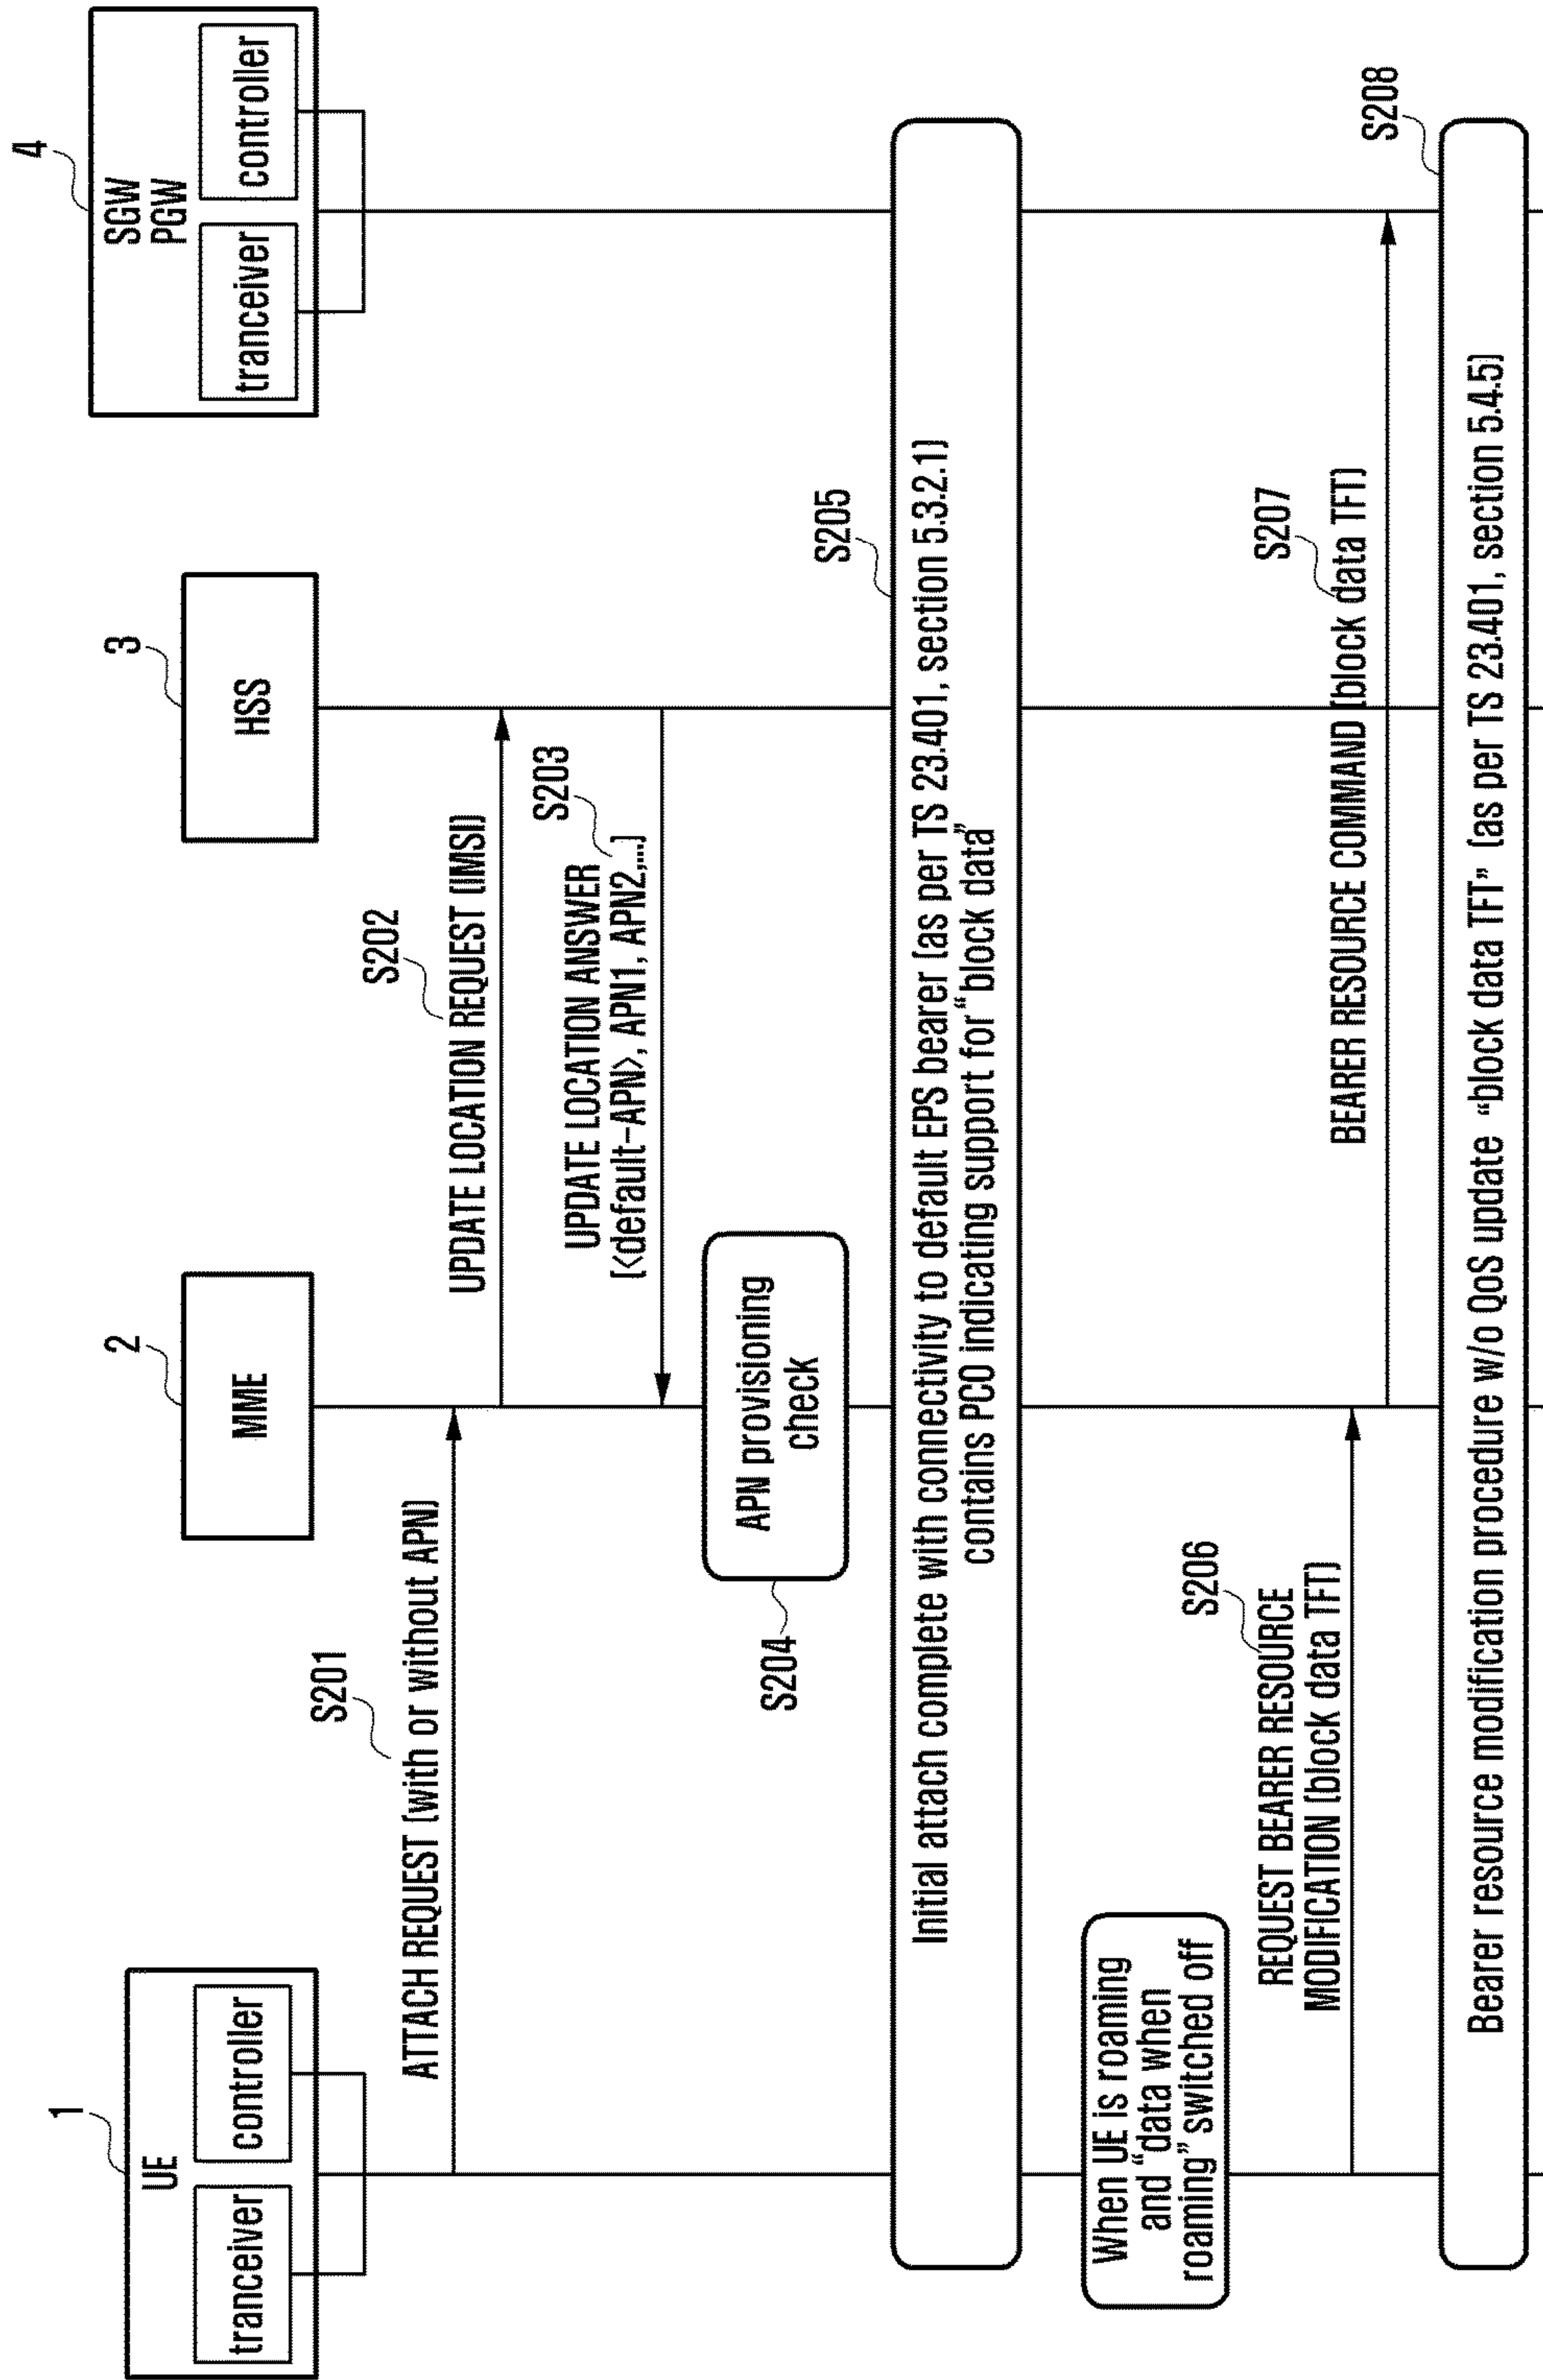 1
UE
tranceiver
controller
2
MME
3
HSS
4
SGW
PGW
tranceiver
controller
S201
ATTACH REQUEST (with or without APN)
S202
UPDATE LOCATION REQUEST (IMSI)
S203
UPDATE LOCATION ANSWER
(<default-APN>, APN1, APN2,...)
S204
APN provisioning
check
S205
Initial attach complete with connectivity to default EPS bearer (as per TS 23.401, section 5.3.2.1)
contains PCO indicating support for “block data”
When UE is roaming
and “data when
roaming” switched off
S206
REQUEST BEARER RESOURCE
MODIFICATION (block data TFT)
S207
BEARER RESOURCE COMMAND (block data TFT)
S208
Bearer resource modification procedure w/o QoS update “block data TFT” (as per TS 23.401, section 5.4.5)